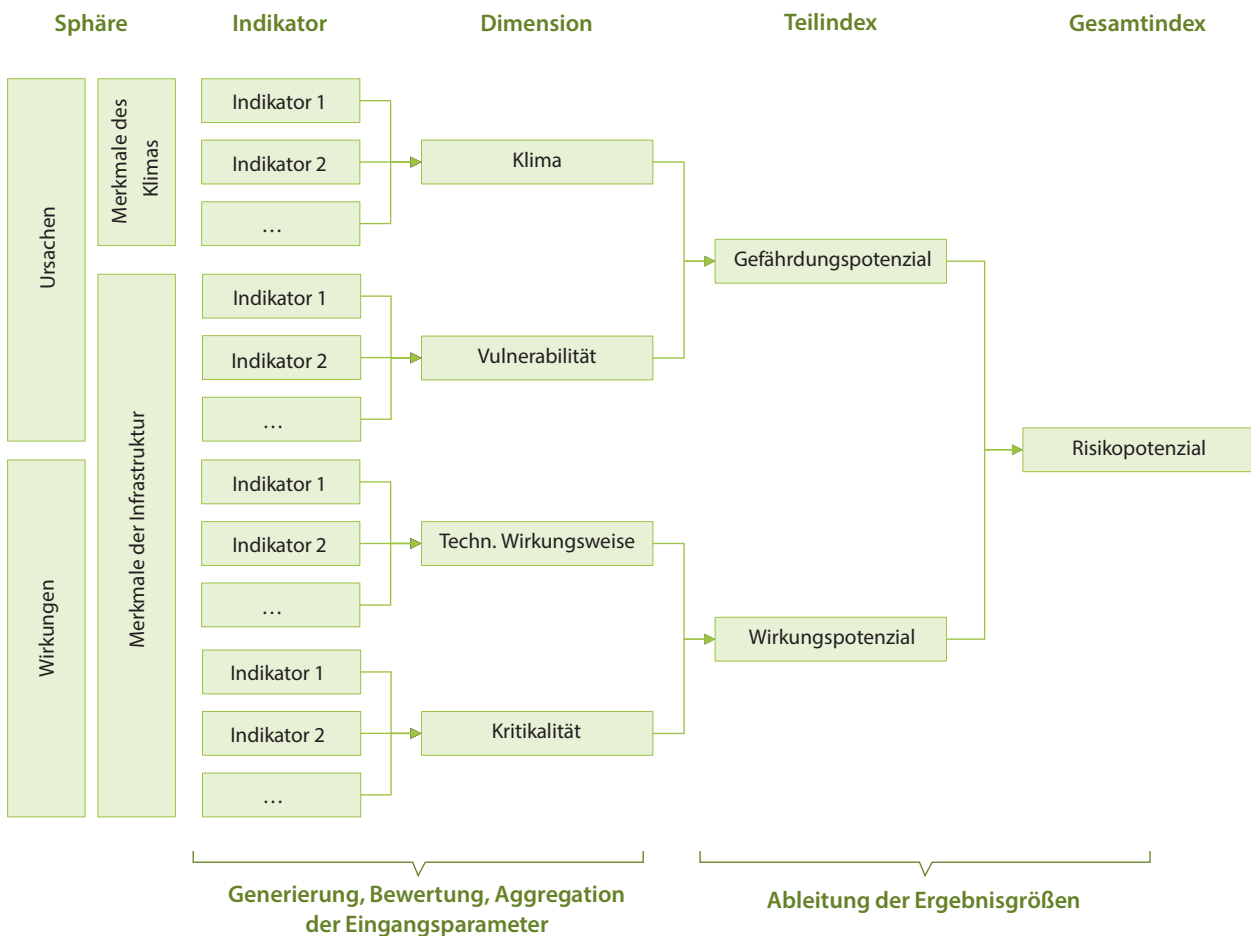 Sphäre
Indikator
Dimension
Teilindex
Gesamtindex
Ursachen
Wirkungen
Merkmale des
Klimas
Merkmale der Infrastruktur
Indikator 1
Indikator 2
...
Klima
Indikator 1
Indikator 2
...
Vulnerabilität
Gefährdungspotenzial
Indikator 1
Indikator 2
...
Techn. Wirkungsweise
Indikator 1
Indikator 2
...
Kritikalität
Wirkungspotenzial
Risikopotenzial
Generierung, Bewertung, Aggregation
der Eingangsparameter
Ableitung der Ergebnisgrößen